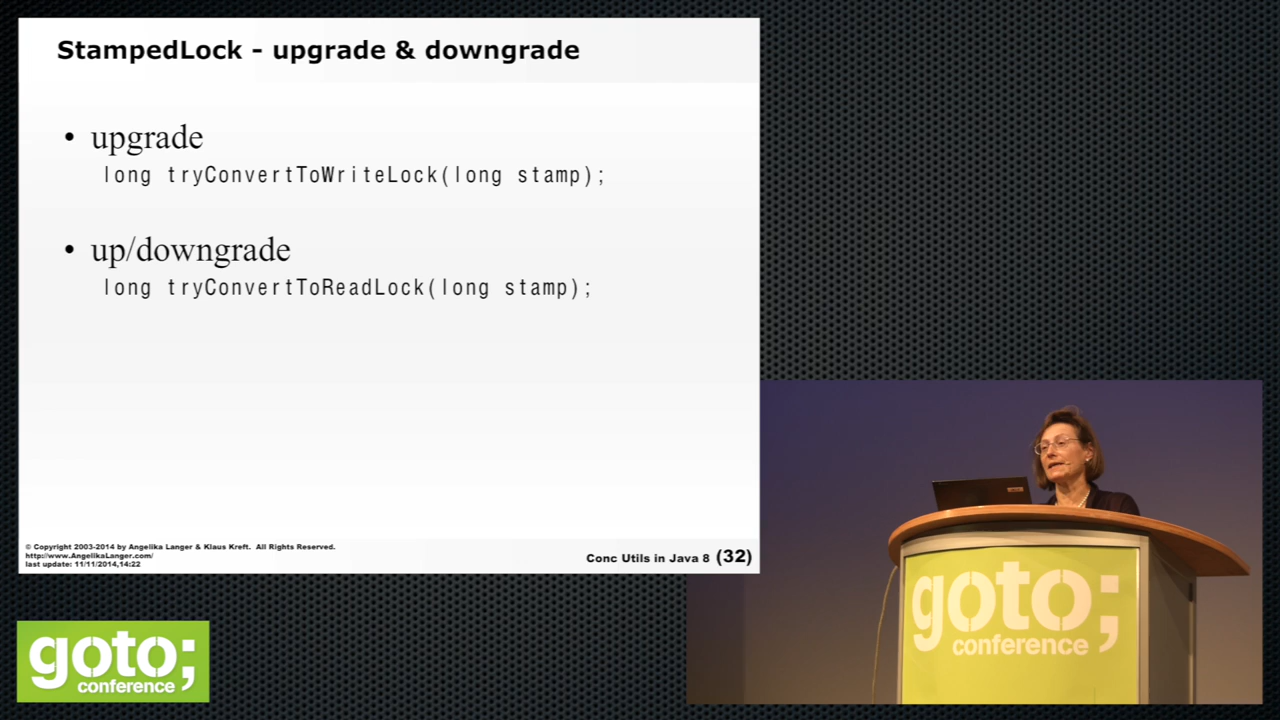 StampedLock - upgrade & downgrade
• upgrade
long tryConvertToWriteLock(long stamp);
• up/downgrade
long tryConvertToReadLock(long stamp);
© Copyright 2003-2014 by Angelika Langer & Klaus Kreft. All Rights Reserved.
http://www.AngelikaLanger.com/
last update: 11/11/2014,14:22
Conc Utils in Java 8 (32)
goto;
conference
goto;
conference